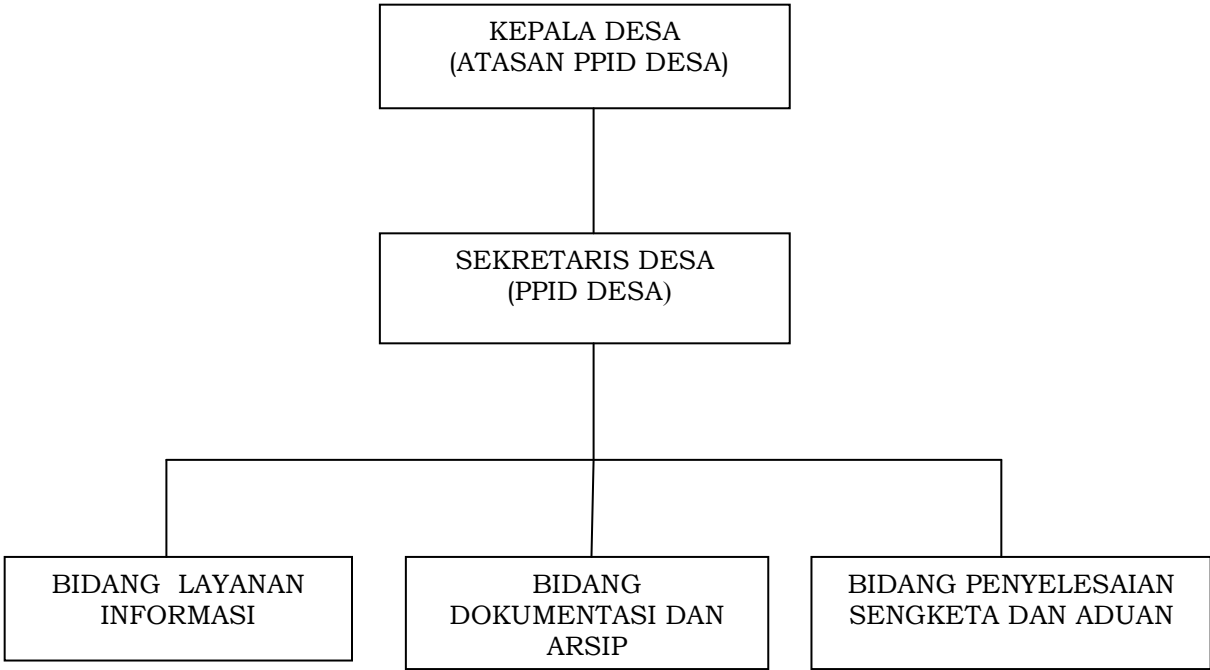 KEPALA DESA
(ATASAN PPID DESA)
SEKRETARIS DESA
(PPID DESA)
BIDANG LAYANAN
INFORMASI
BIDANG
DOKUMENTASI DAN
ARSIP
BIDANG PENYELESAIAN
SENGKETA DAN ADUAN